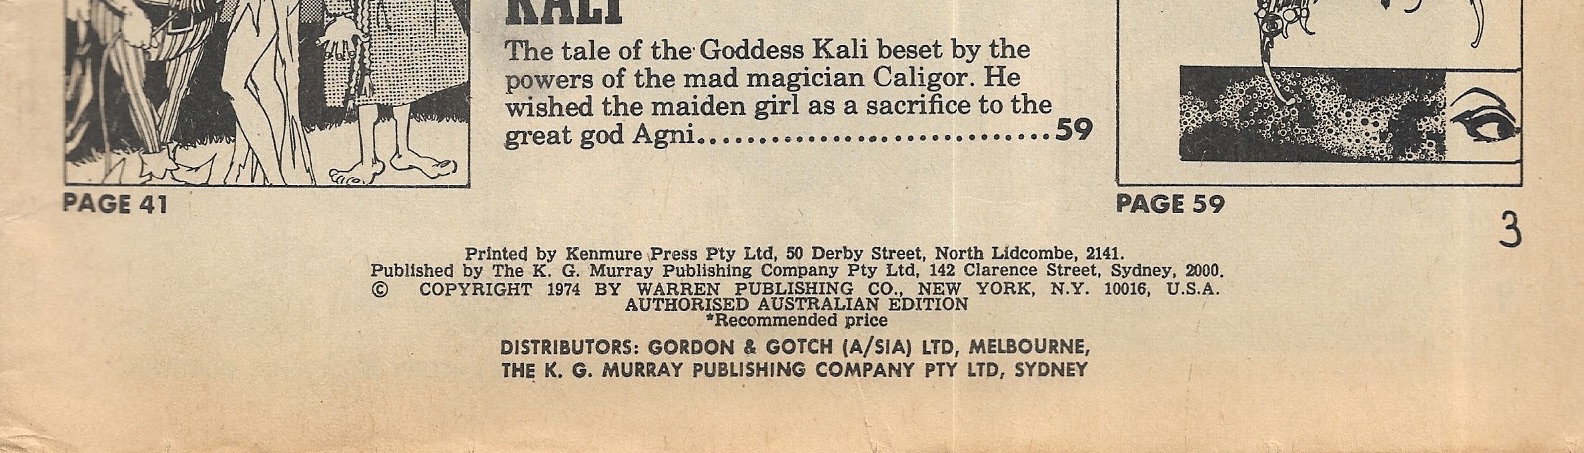 KALI
The tale of the Goddess Kali beset by the
powers of the mad magician Caligor. He
wished the maiden girl as a sacrifice to the
great god Agni..............................59
PAGE 41
PAGE 59
3
Printed by Kenmure Press Pty Ltd, 50 Derby Street, North Lidcombe, 2141.
Published by The K. G. Murray Publishing Company Pty Ltd, 142 Clarence Street, Sydney, 2000.
© COPYRIGHT 1974 BY WARREN PUBLISHING CO., NEW YORK, N.Y. 10016, U.S.A.
AUTHORISED AUSTRALIAN EDITION
*Recommended price
DISTRIBUTORS: GORDON & GOTCH (A/SIA) LTD, MELBOURNE,
THE K. G. MURRAY PUBLISHING COMPANY PTY LTD, SYDNEY